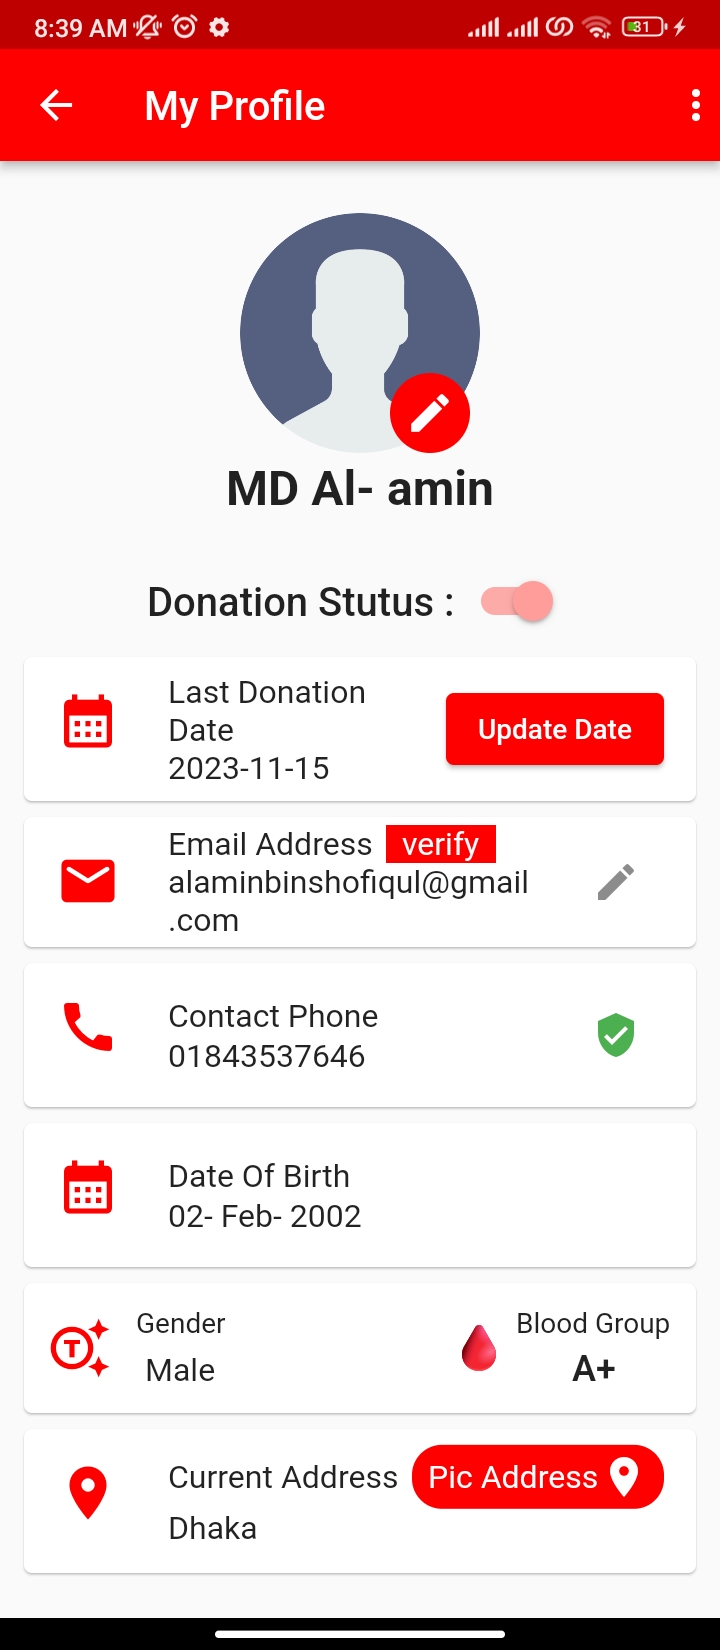 8:39 AM
31
My Profile
MD Al- amin
Donation Stutus :
Last Donation
Date
2023-11-15
Update Date
Email Address verify
alaminbinshofiqul@gmail
.com
Contact Phone
01843537646
Date Of Birth
02- Feb- 2002
Gender
Male
Blood Group
A+
Current Address Pic Address
Dhaka